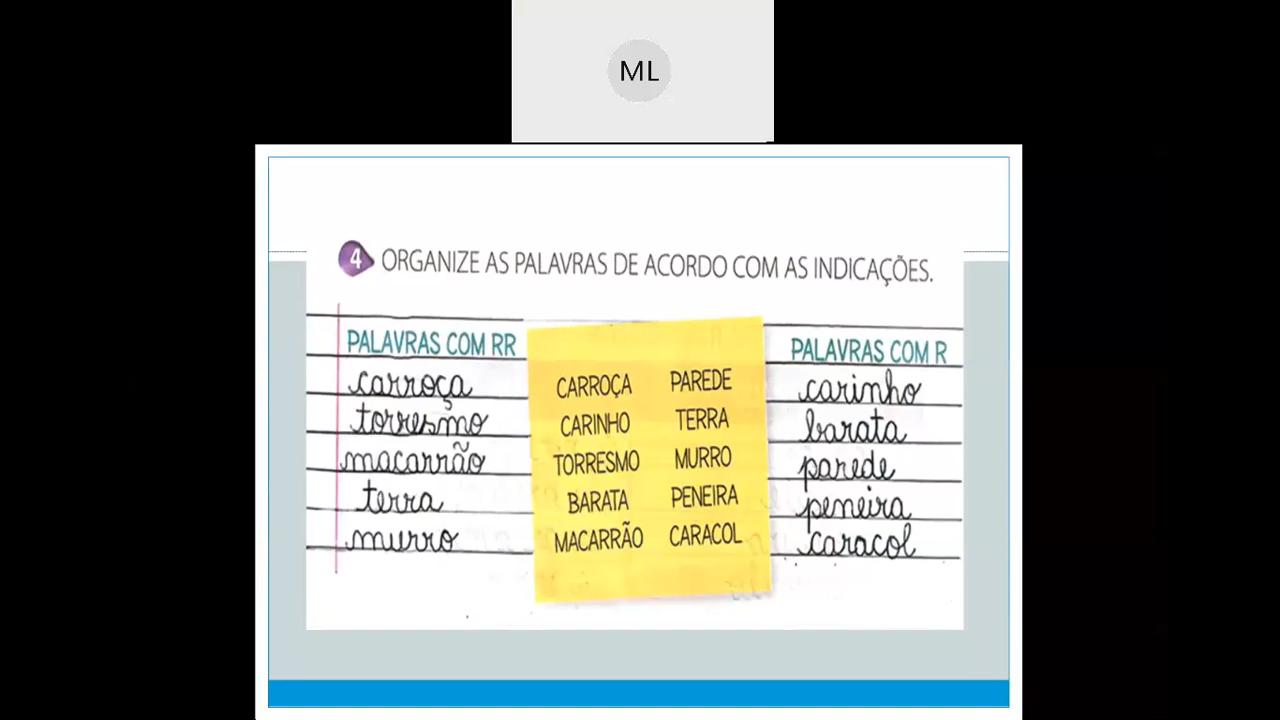 ML
4 ORGANIZE AS PALAVRAS DE ACORDO COM AS INDICAÇÕES.
PALAVRAS COM RR
carroça
torresmo
macarrão
terra
murro
CARROÇA PAREDE
CARINHO TERRA
TORRESMO MURRO
BARATA PENEIRA
MACARRÃO CARACOL
PALAVRAS COM R
carinho
barata
parede
peneira
caracol